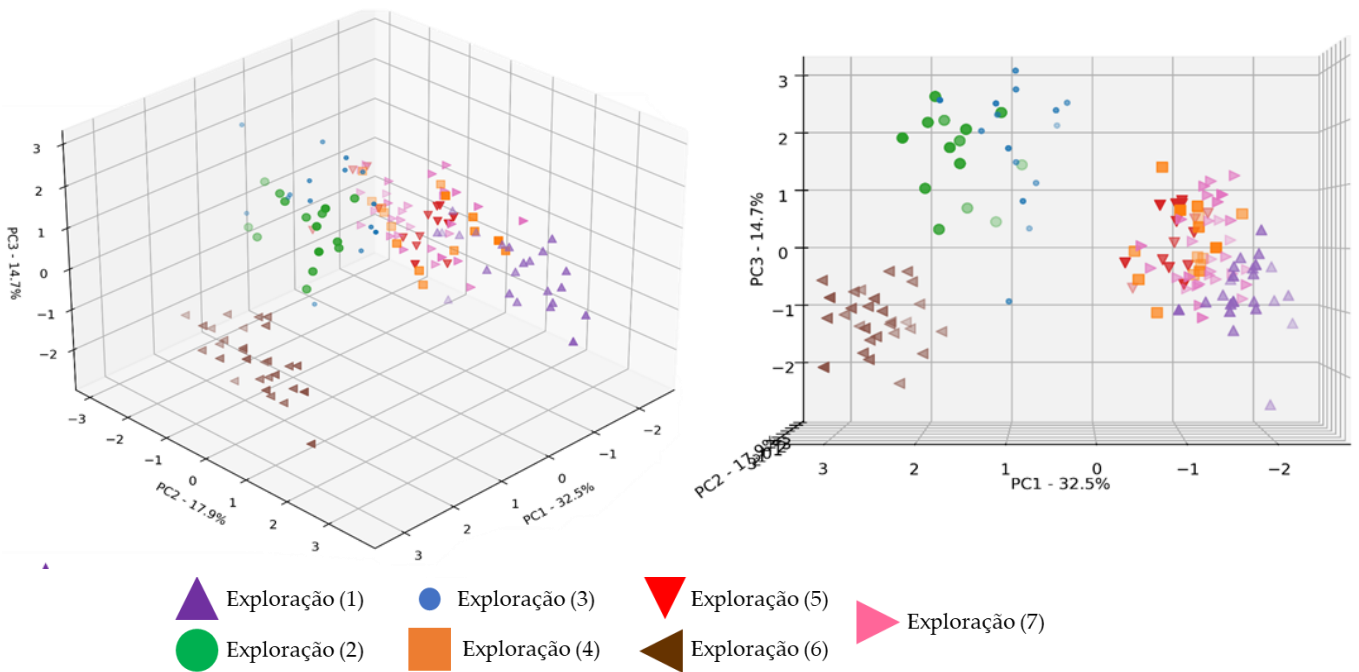 3
2
1
0
−1
−2
PC3 - 14.7%
−3
−2
−1
0
1
2
3
PC2 - 17.9%
−2
−1
0
1
2
3
PC1 - 32.5%
3
2
1
0
−1
−2
PC3 - 14.7%
PC2 - 17.9%
3
2
1
0
−1
−2
PC1 - 32.5%
Exploração (1)
Exploração (3)
Exploração (5)
Exploração (7)
Exploração (2)
Exploração (4)
Exploração (6)